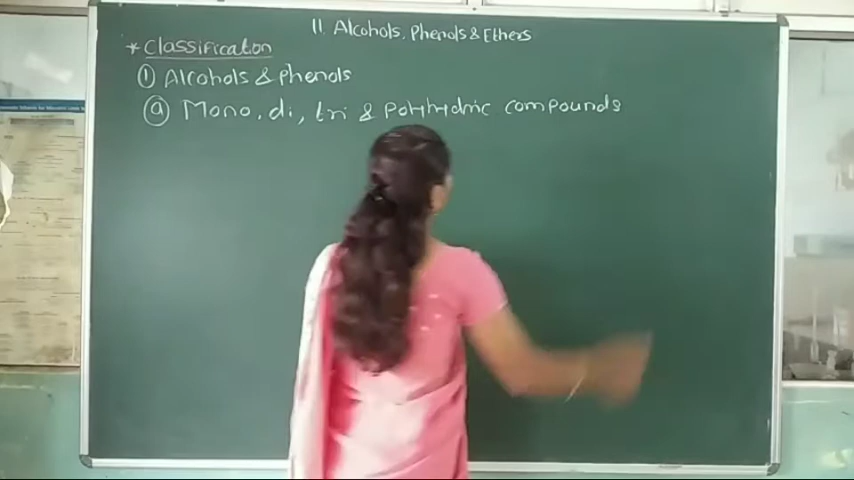 11. Alcohols, Phenols & Ethers
* Classification
① Alcohols & Phenols
ⓐ Mono, di, tri & Polyhydric compounds